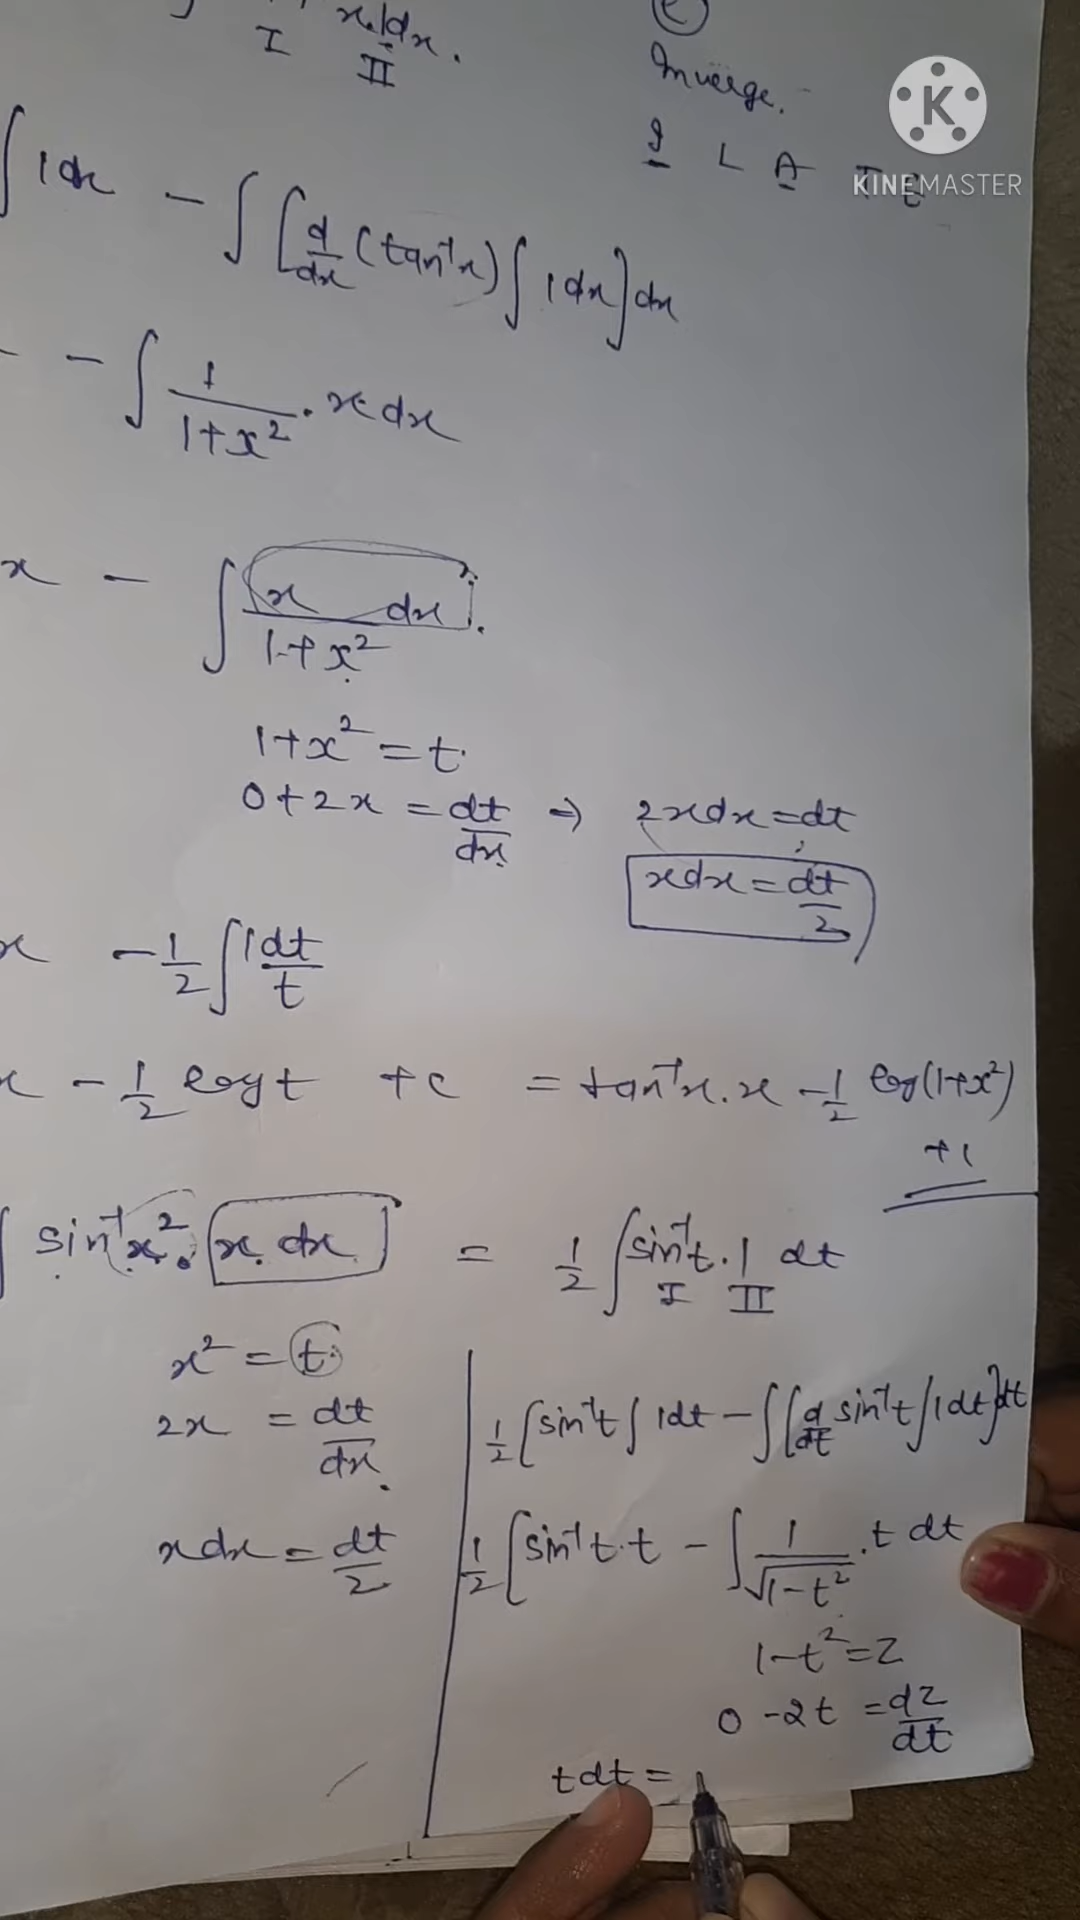 x.1dx.
I II
Inverse.
I L A T E
KINEMASTER
∫ 1dx - ∫ [d/dx (tan⁻¹x) ∫ 1dx] dx
- ∫ 1/1+x² . x dx
x - ∫ x dx / 1+x² .
1+x² = t.
0+2x = dt/dx ⇒ 2xdx = dt
xdx = dt/2
x - 1/2 ∫ 1dt/t
x - 1/2 log t + c = tan⁻¹x.x - 1/2 log(1+x²)
+c
∫ sin⁻¹x². x dx = 1/2 ∫ sin⁻¹t . 1 dt
I II
x² = t.
2x = dt/dx.
xdx = dt/2
1/2 [sin⁻¹t ∫ 1dt - ∫ [d/dt sin⁻¹t ∫ 1dt] dt
1/2 [sin⁻¹t.t - ∫ 1/√1-t² . t dt
1-t² = z
0 -2t = dz/dt
tdt =